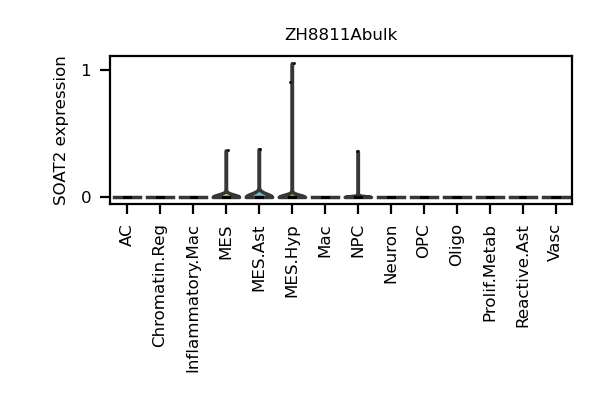 ZH8811Abulk
SOAT2 expression
1
0
AC
Chromatin.Reg
Inflammatory.Mac
MES
MES.Ast
MES.Hyp
Mac
NPC
Neuron
OPC
Oligo
Prolif.Metab
Reactive.Ast
Vasc